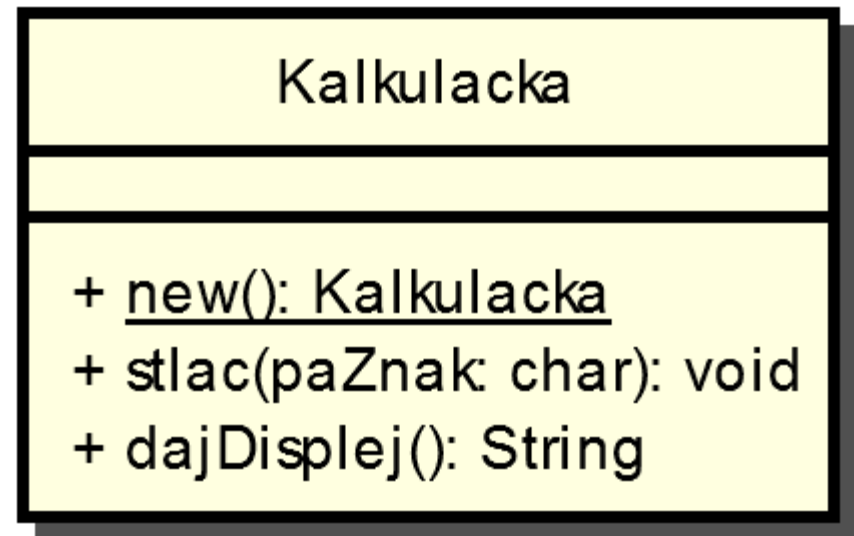 Kalkulacka
+ new(): Kalkulacka
+ stlac(paZnak: char): void
+ dajDisplej(): String